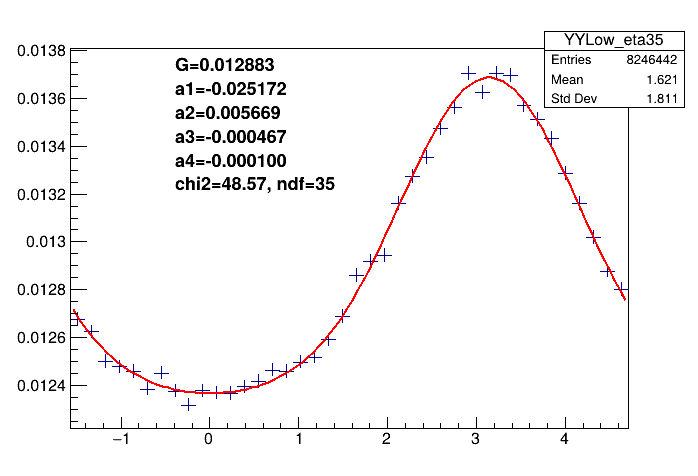 YYLow_eta35
Entries 8246442
Mean 1.621
Std Dev 1.811
G=0.012883
a1=-0.025172
a2=0.005669
a3=-0.000467
a4=-0.000100
chi2=48.57, ndf=35
0.0138
0.0136
0.0134
0.0132
0.013
0.0128
0.0126
0.0124
−1 0 1 2 3 4